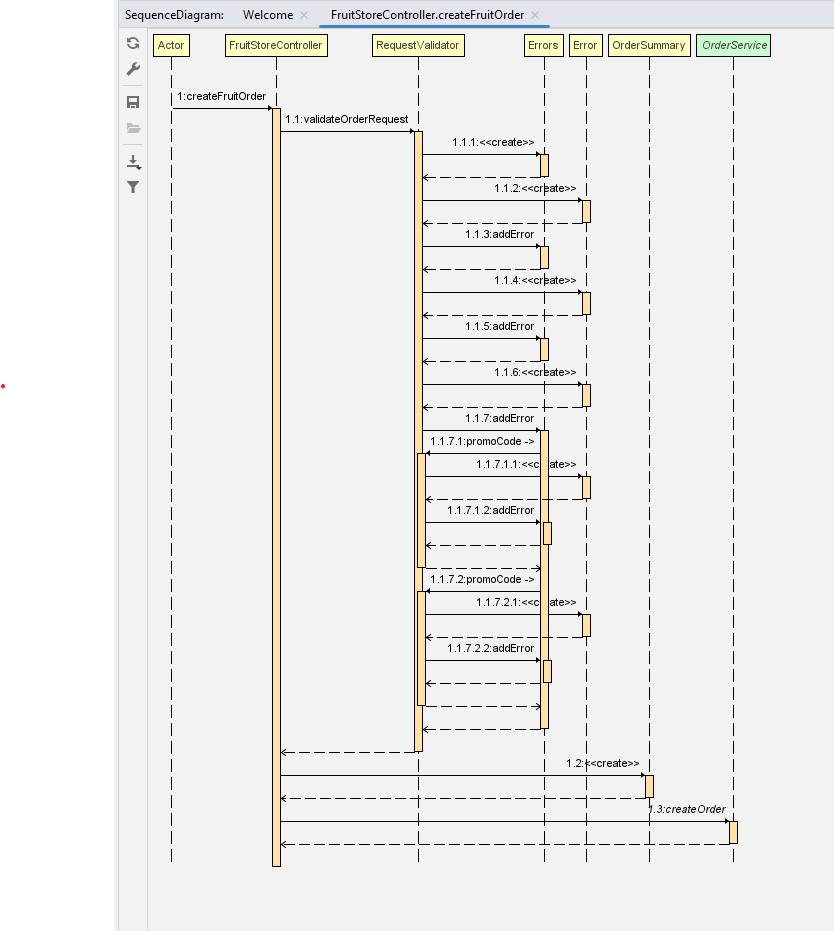 SequenceDiagram: Welcome FruitStoreController.createFruitOrder
Actor FruitStoreController RequestValidator Errors Error OrderSummary OrderService
1:createFruitOrder
1.1:validateOrderRequest
1.1.1:<<create>>
1.1.2:<<create>>
1.1.3:addError
1.1.4:<<create>>
1.1.5:addError
1.1.6:<<create>>
1.1.7:addError
1.1.7.1:promoCode ->
1.1.7.1.1:<<create>>
1.1.7.1.2:addError
1.1.7.2:promoCode ->
1.1.7.2.1:<<create>>
1.1.7.2.2:addError
1.2:<<create>>
1.3:createOrder